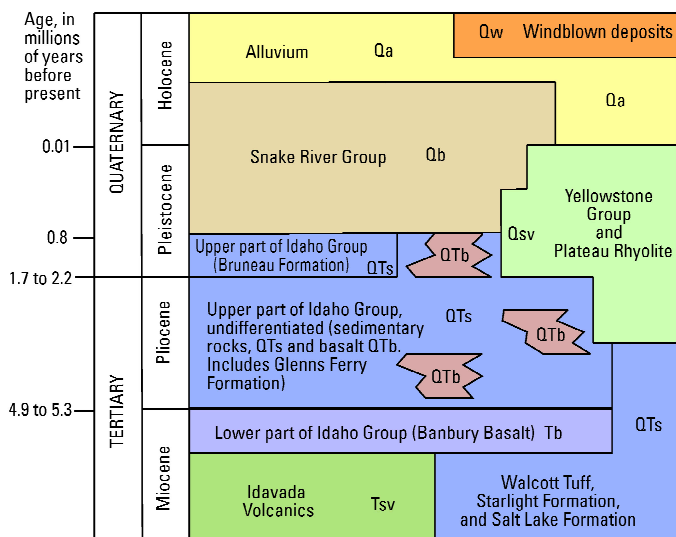 Age, in
millions
of years
before
present
0.01
0.8
1.7 to 2.2
4.9 to 5.3
QUATERNARY
TERTIARY
Holocene
Pleistocene
Pliocene
Miocene
Alluvium Qa
Qw Windblown deposits
Qa
Snake River Group Qb
Yellowstone
Group
and
Plateau Rhyolite
Qsv
Upper part of Idaho Group
(Bruneau Formation) QTs
QTb
Upper part of Idaho Group, QTs
undifferentiated (sedimentary
rocks, QTs and basalt QTb.
Includes Glenns Ferry
Formation)
QTb
QTb
QTs
Lower part of Idaho Group (Banbury Basalt) Tb
Idavada
Volcanics Tsv
Walcott Tuff,
Starlight Formation,
and Salt Lake Formation